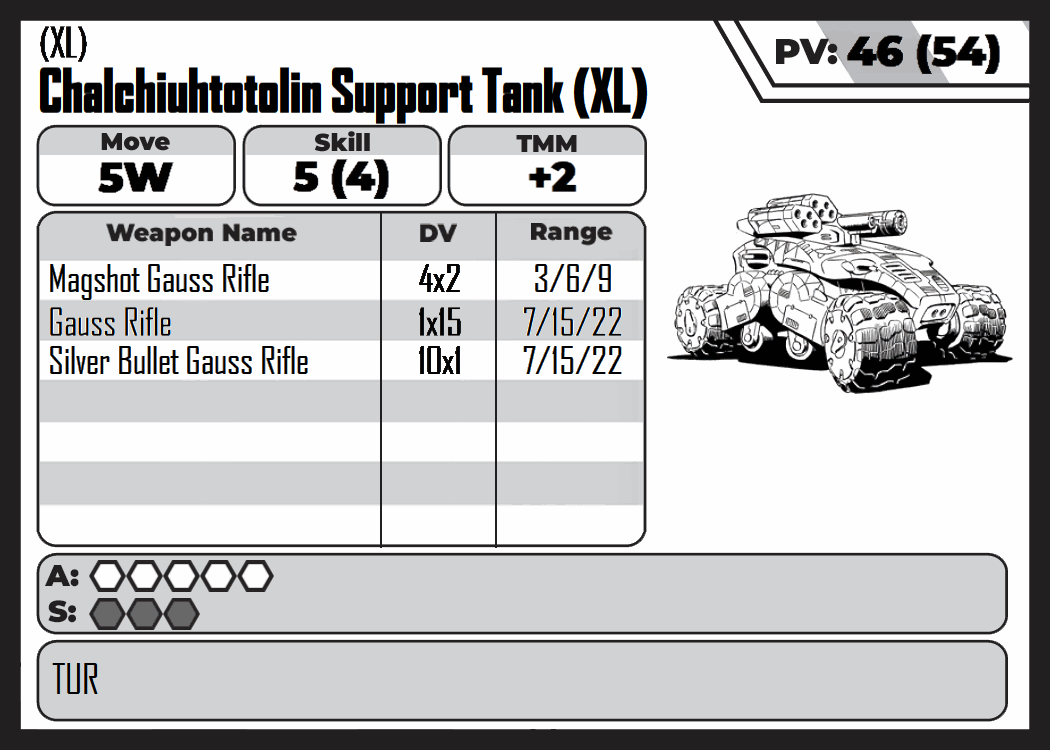 (XL)
Chalchiuhtotolin Support Tank (XL)
PV: 46 (54)
Move Skill TMM
5W 5 (4) +2
Weapon Name DV Range
Magshot Gauss Rifle 4x2 3/6/9
Gauss Rifle 1x15 7/15/22
Silver Bullet Gauss Rifle 10x1 7/15/22
A:
S:
TUR